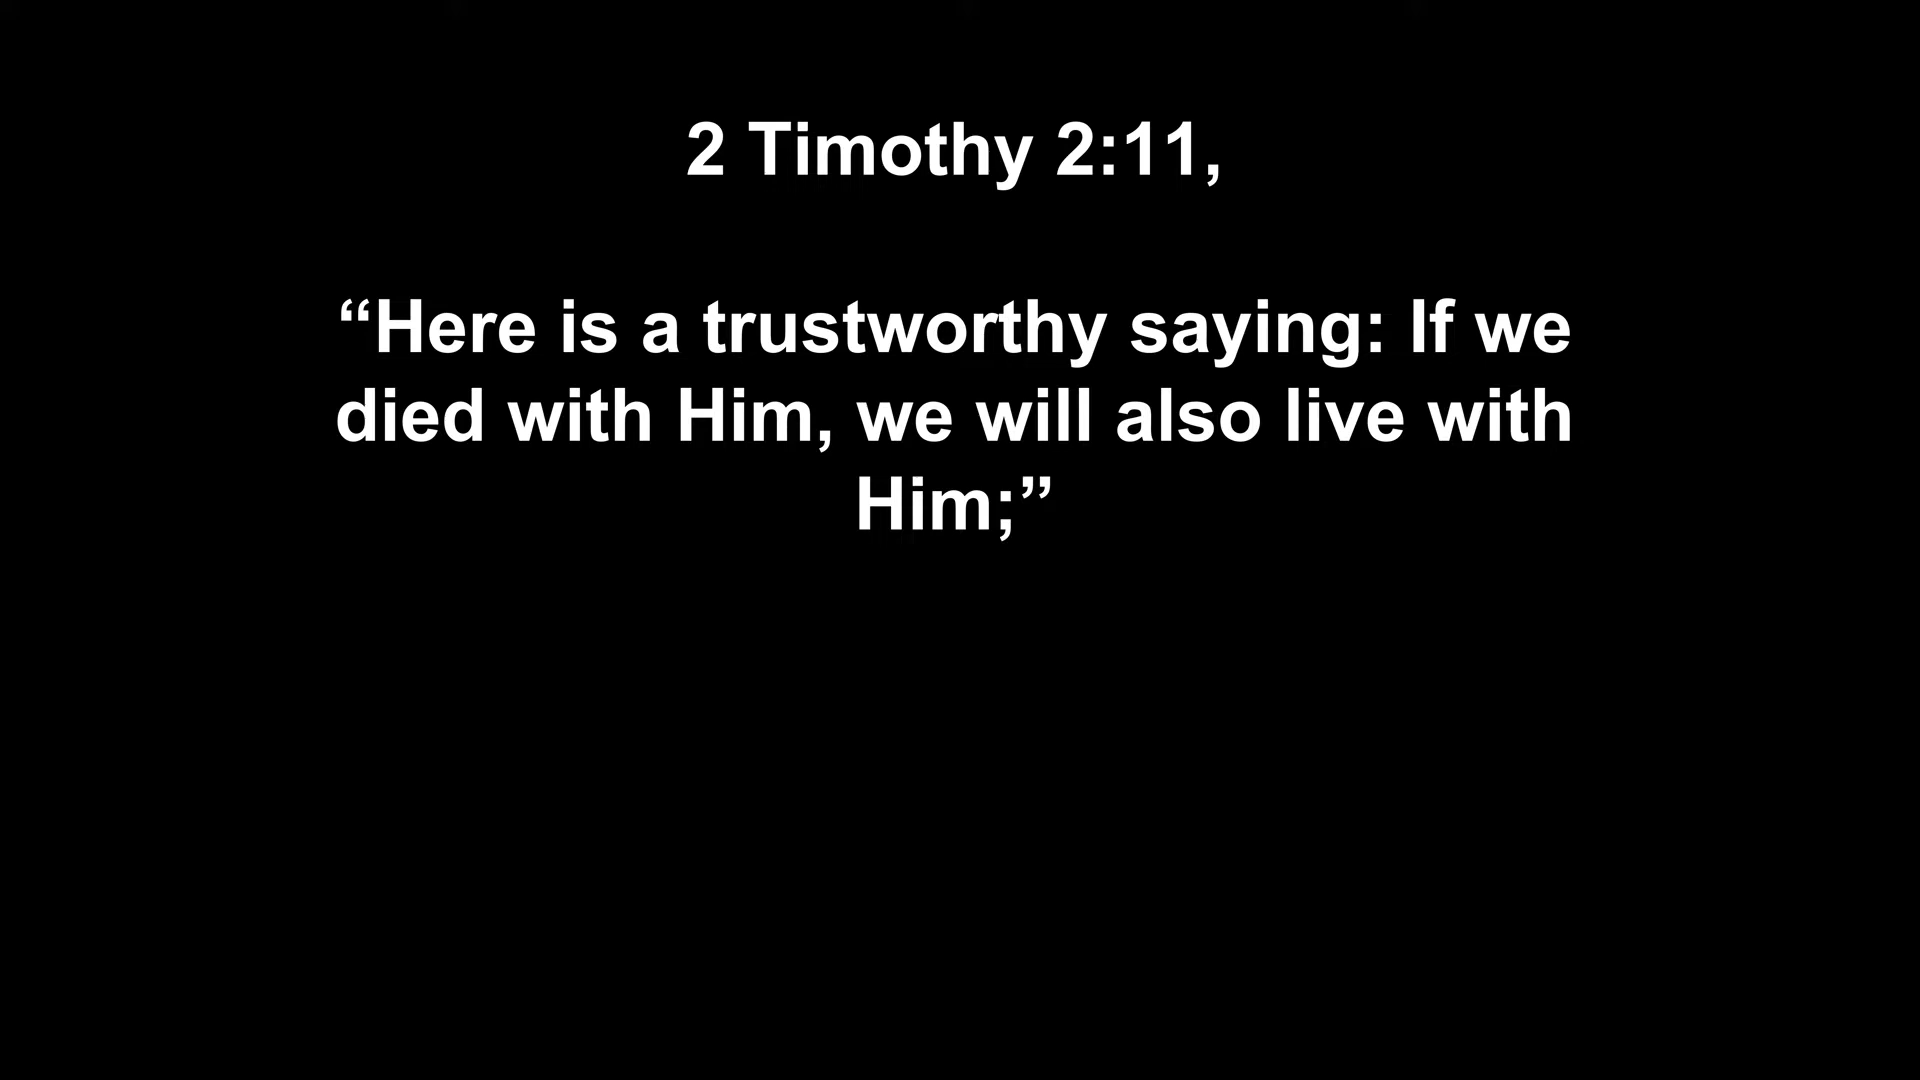 2 Timothy 2:11,
“Here is a trustworthy saying: If we
died with Him, we will also live with
Him;”